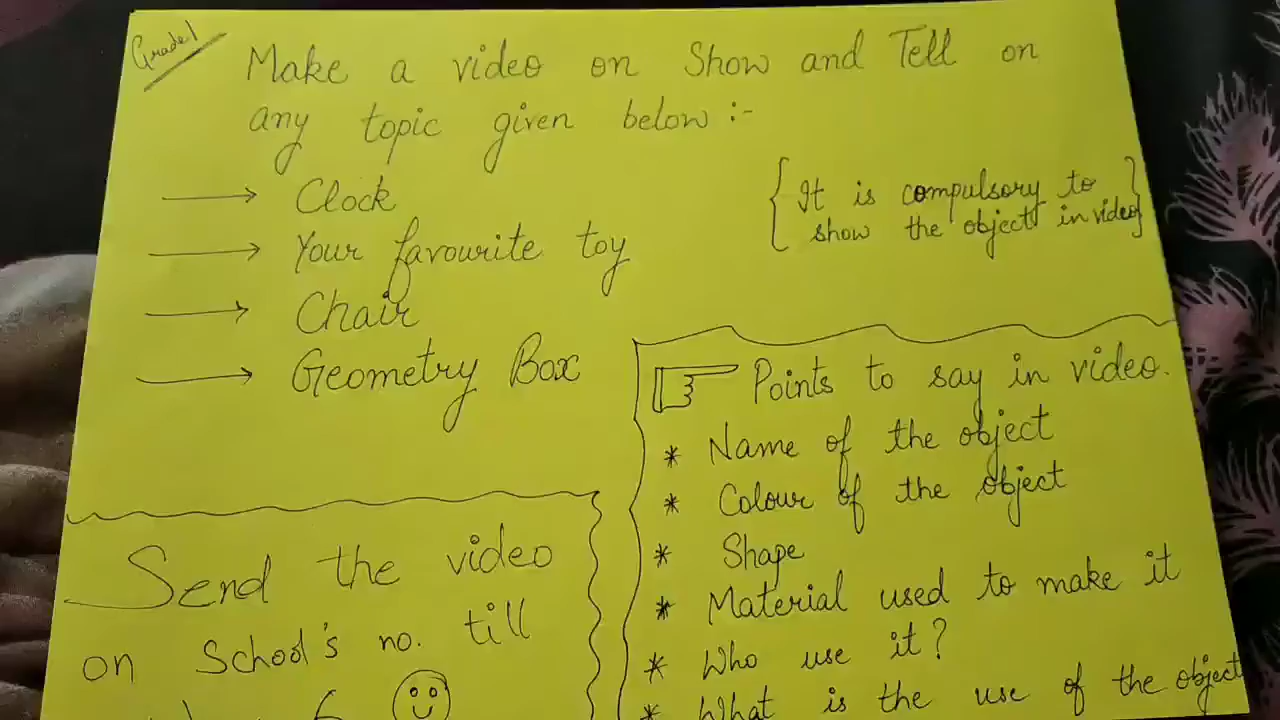 Grade 1
Make a video on Show and Tell on
any topic given below :-
→ Clock
→ Your favourite toy
→ Chair
→ Geometry Box
{ It is compulsory to
show the object in video }
Points to say in video.
* Name of the object
* Colour of the object
* Shape
* Material used to make it
* Who use it?
* What is the use of the object
Send the video
on School's no. till